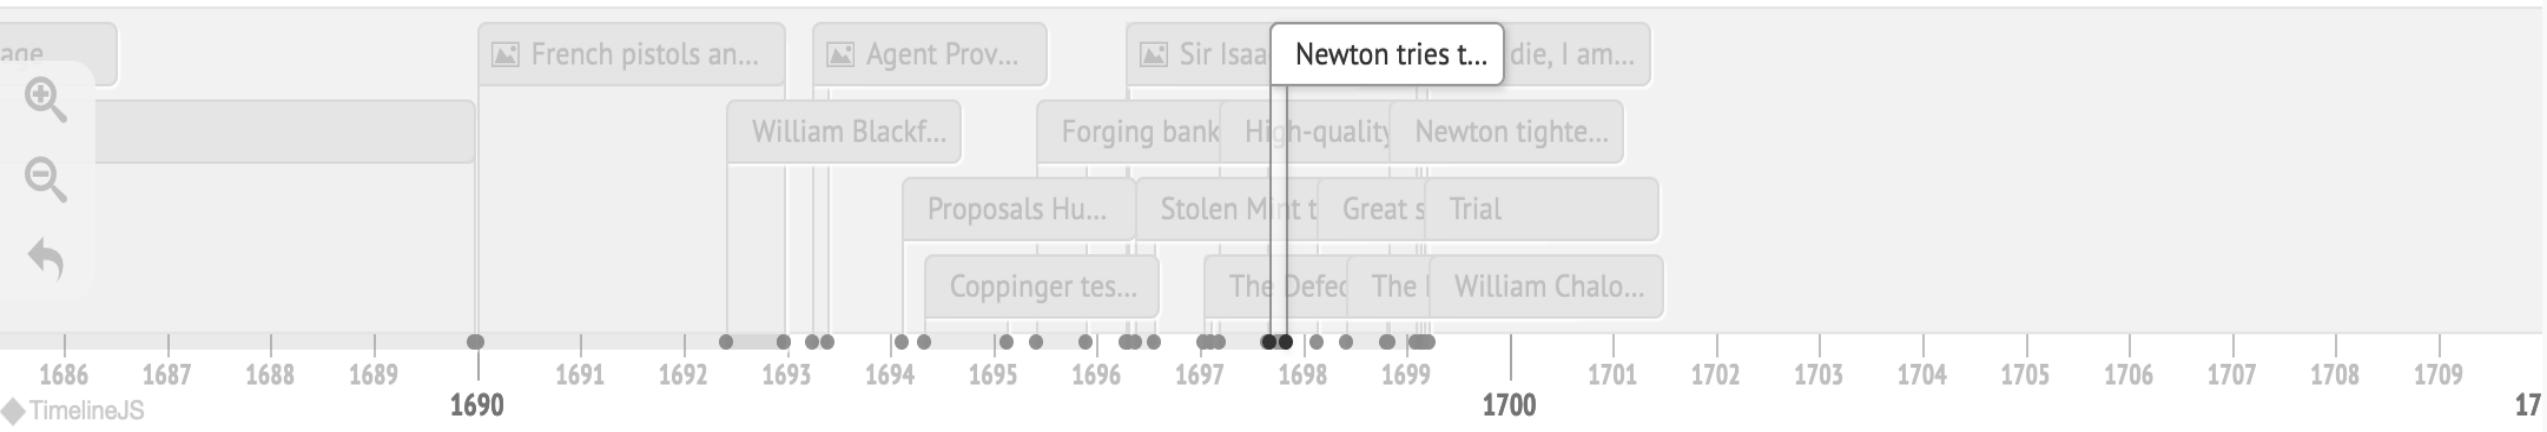 age
French pistols an...
Agent Prov...
Sir Isaa
Newton tries t...
die, I am...
William Blackf...
Forging bank
High-quality
Newton tighte...
Proposals Hu...
Stolen Mint t
Great s
Trial
Coppinger tes...
The Defec
The
William Chalo...
1686 1687 1688 1689 1691 1692 1693 1694 1695 1696 1697 1698 1699 1701 1702 1703 1704 1705 1706 1707 1708 1709
TimelineJS
1690 1700 17